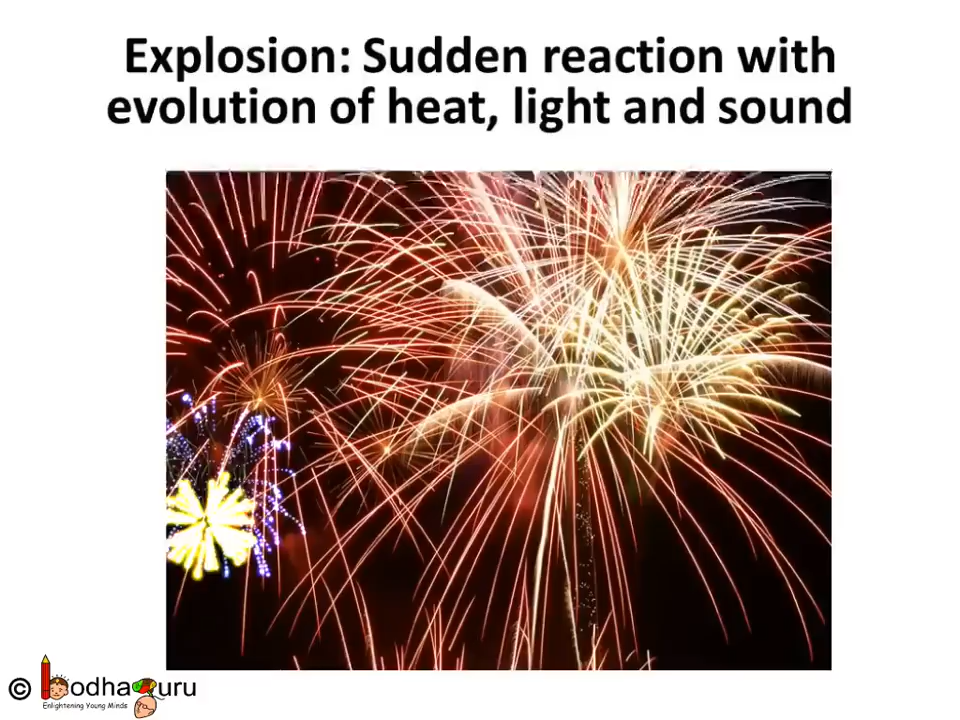 Explosion: Sudden reaction with
evolution of heat, light and sound
© BodhaGuru
Enlightening Young Minds